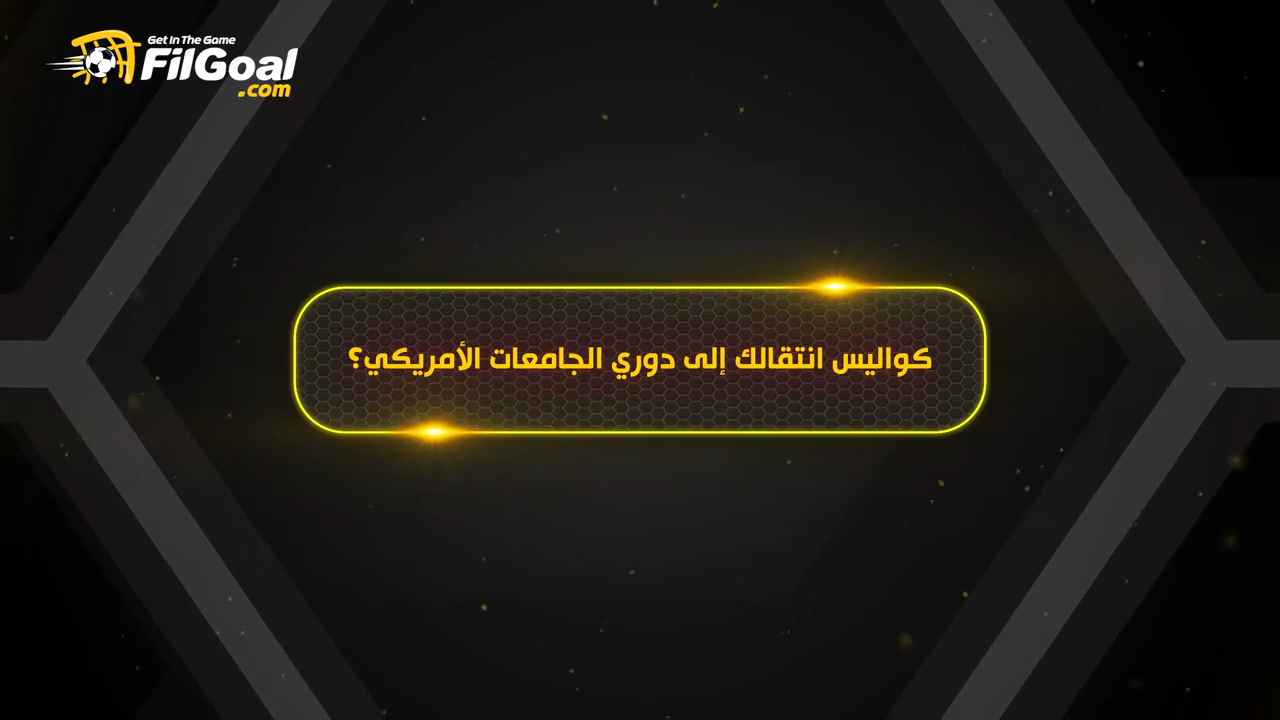 Get In The Game
FilGoal
.com
كواليس انتقالك إلى دوري الجامعات الأمريكي؟